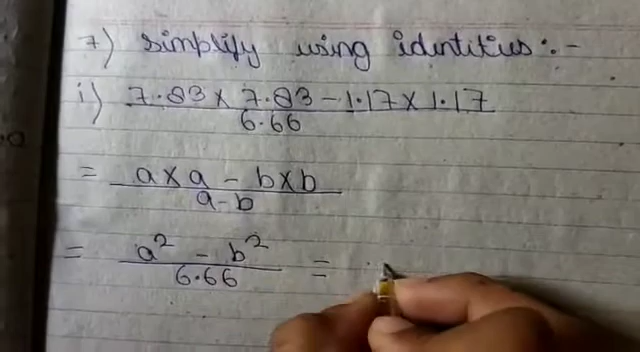 7) simplify using identities :-
i) 7.83 × 7.83 - 1.17 × 1.17
6.66
= a × a - b × b
a - b
= a² - b² =
6.66